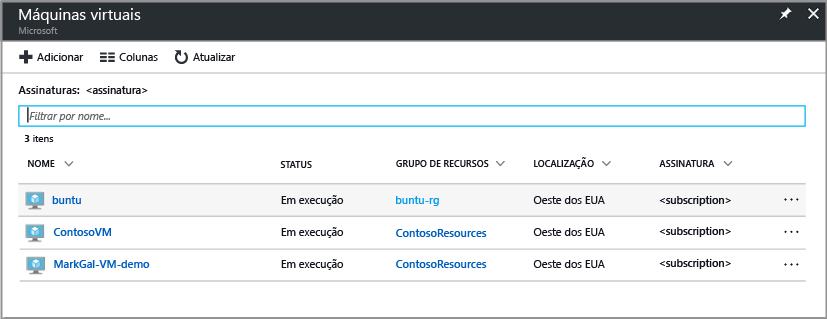 Máquinas virtuais
Microsoft
Adicionar Colunas Atualizar
Assinaturas: <assinatura>
Filtrar por nome...
3 itens
NOME STATUS GRUPO DE RECURSOS LOCALIZAÇÃO ASSINATURA
buntu Em execução buntu-rg Oeste dos EUA <subscription> ...
ContosoVM Em execução ContosoResources Oeste dos EUA <subscription> ...
MarkGal-VM-demo Em execução ContosoResources Oeste dos EUA <subscription> ...